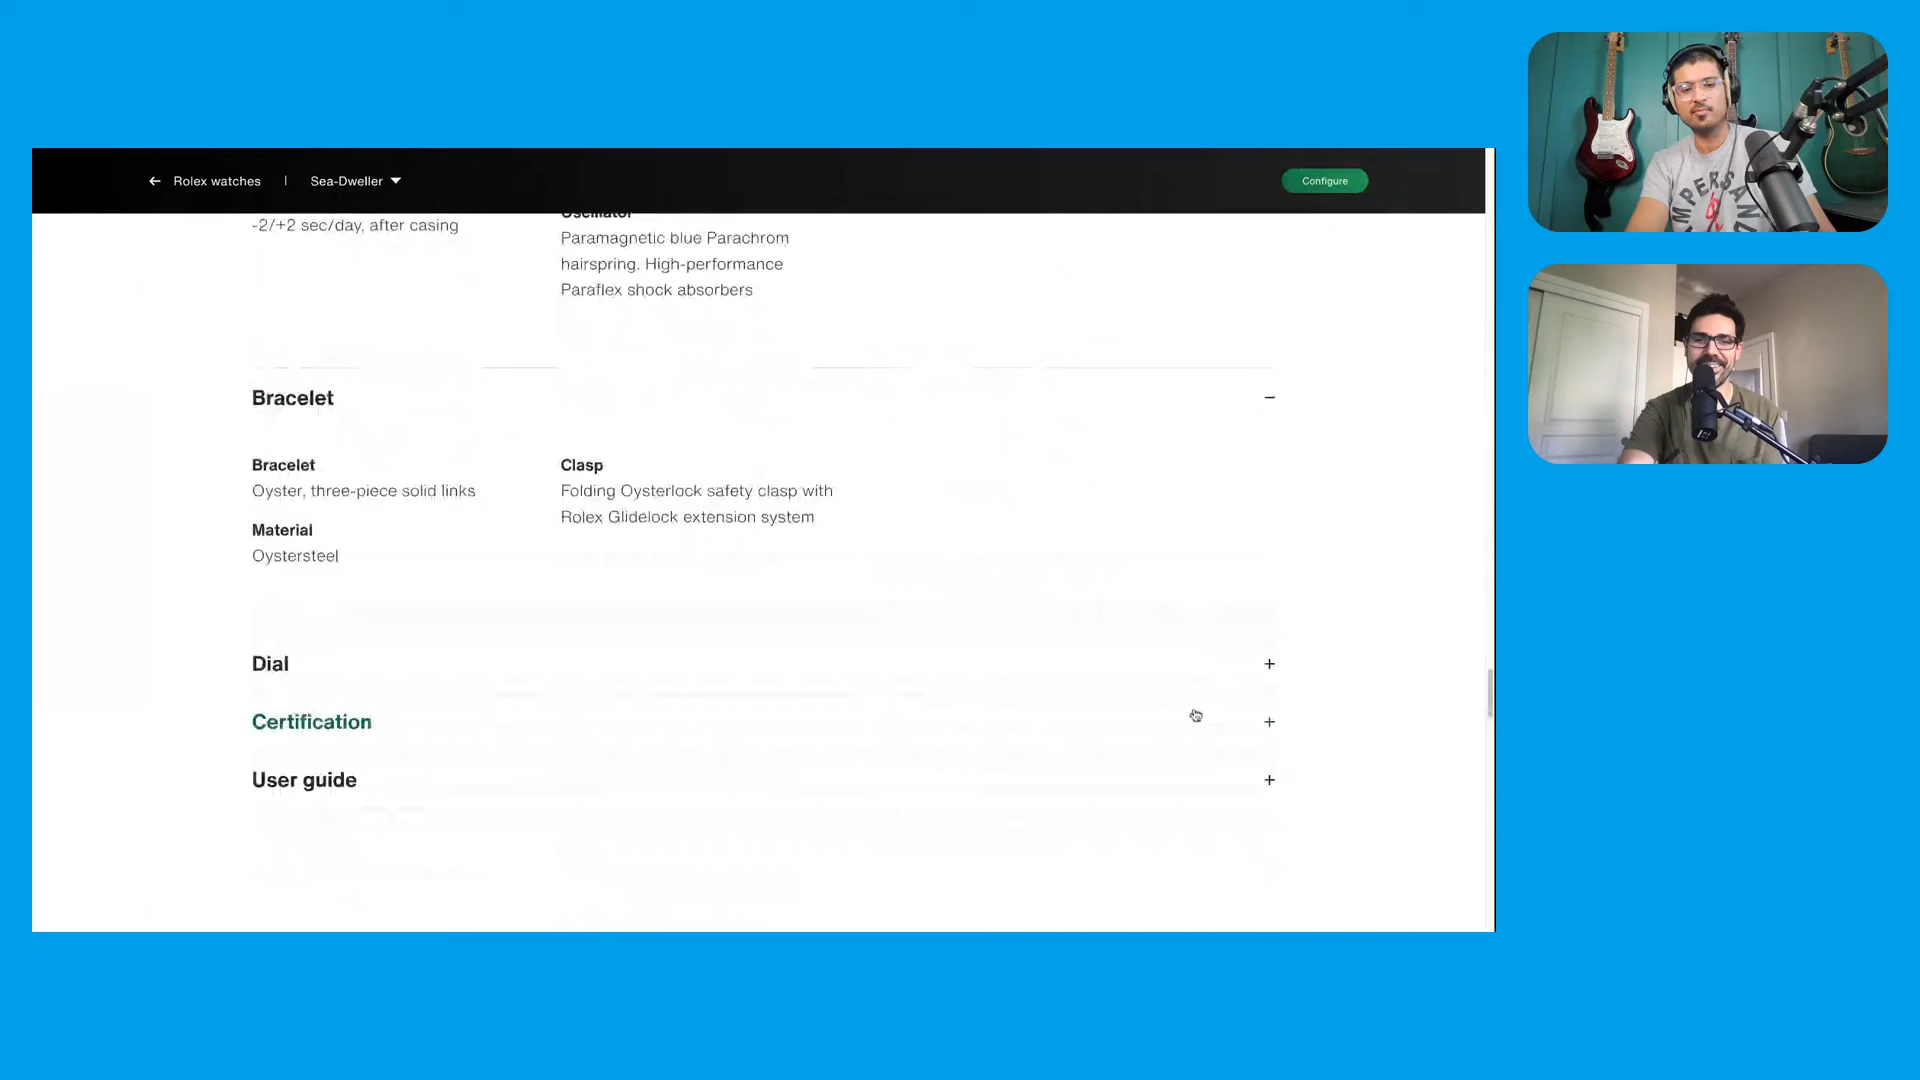 Rolex watches | Sea-Dweller
Configure
-2/+2 sec/day, after casing
Oscillator
Paramagnetic blue Parachrom
hairspring. High-performance
Paraflex shock absorbers
Bracelet
Bracelet
Oyster, three-piece solid links
Material
Oystersteel
Clasp
Folding Oysterlock safety clasp with
Rolex Glidelock extension system
Dial
Certification
User guide